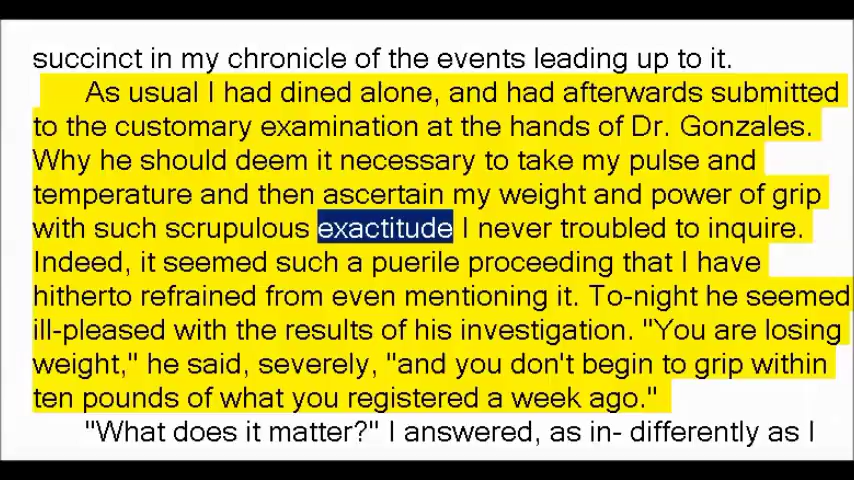 succinct in my chronicle of the events leading up to it.
As usual I had dined alone, and had afterwards submitted
to the customary examination at the hands of Dr. Gonzales.
Why he should deem it necessary to take my pulse and
temperature and then ascertain my weight and power of grip
with such scrupulous exactitude I never troubled to inquire.
Indeed, it seemed such a puerile proceeding that I have
hitherto refrained from even mentioning it. To-night he seemed
ill-pleased with the results of his investigation. "You are losing
weight," he said, severely, "and you don't begin to grip within
ten pounds of what you registered a week ago."
"What does it matter?" I answered, as in- differently as I